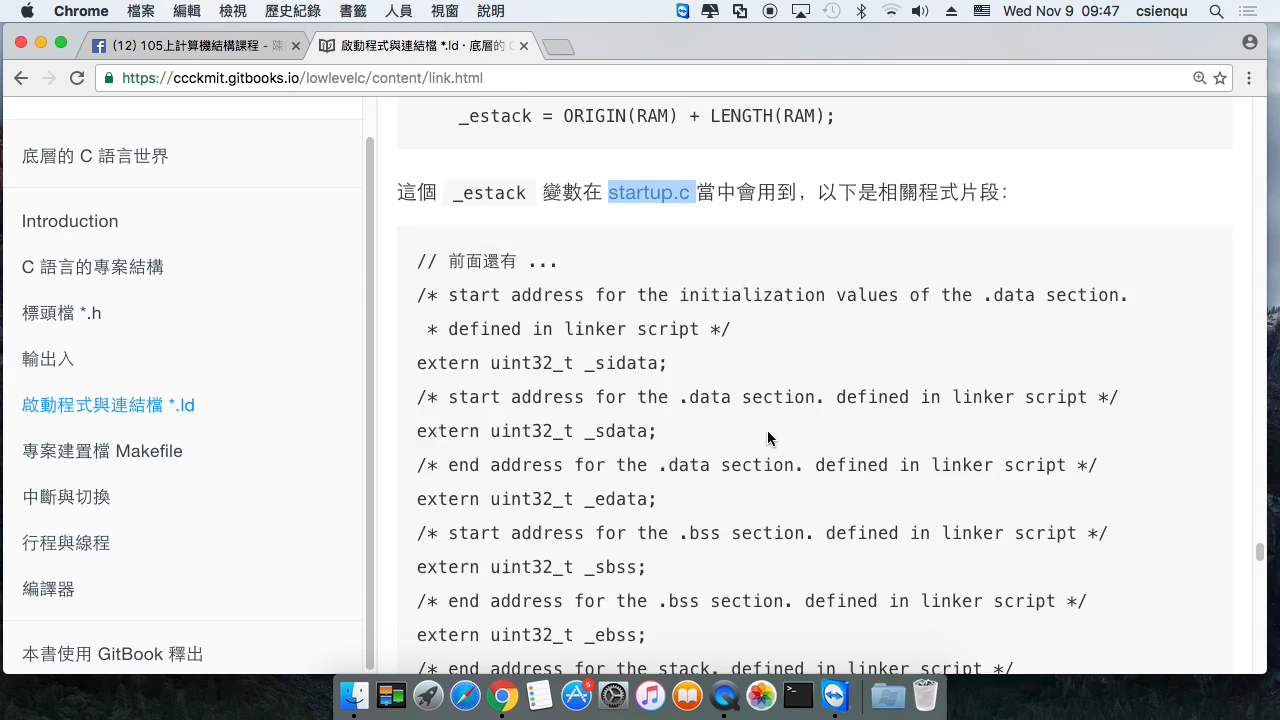 Chrome 檔案 編輯 檢視 歷史紀錄 書籤 人員 視窗 說明 Wed Nov 9 09:47 csienqu
(12) 105上計算機結構課程 - 陳 啟動程式與連結檔 *.ld · 底層的 C
https://ccckmit.gitbooks.io/lowlevelc/content/link.html
底層的 C 語言世界
Introduction
C 語言的專案結構
標頭檔 *.h
輸出入
啟動程式與連結檔 *.ld
專案建置檔 Makefile
中斷與切換
行程與線程
編譯器
本書使用 GitBook 釋出
_estack = ORIGIN(RAM) + LENGTH(RAM);
這個 _estack 變數在 startup.c 當中會用到，以下是相關程式片段：
// 前面還有 ...
/* start address for the initialization values of the .data section.
* defined in linker script */
extern uint32_t _sidata;
/* start address for the .data section. defined in linker script */
extern uint32_t _sdata;
/* end address for the .data section. defined in linker script */
extern uint32_t _edata;
/* start address for the .bss section. defined in linker script */
extern uint32_t _sbss;
/* end address for the .bss section. defined in linker script */
extern uint32_t _ebss;
/* end address for the stack. defined in linker script */
6